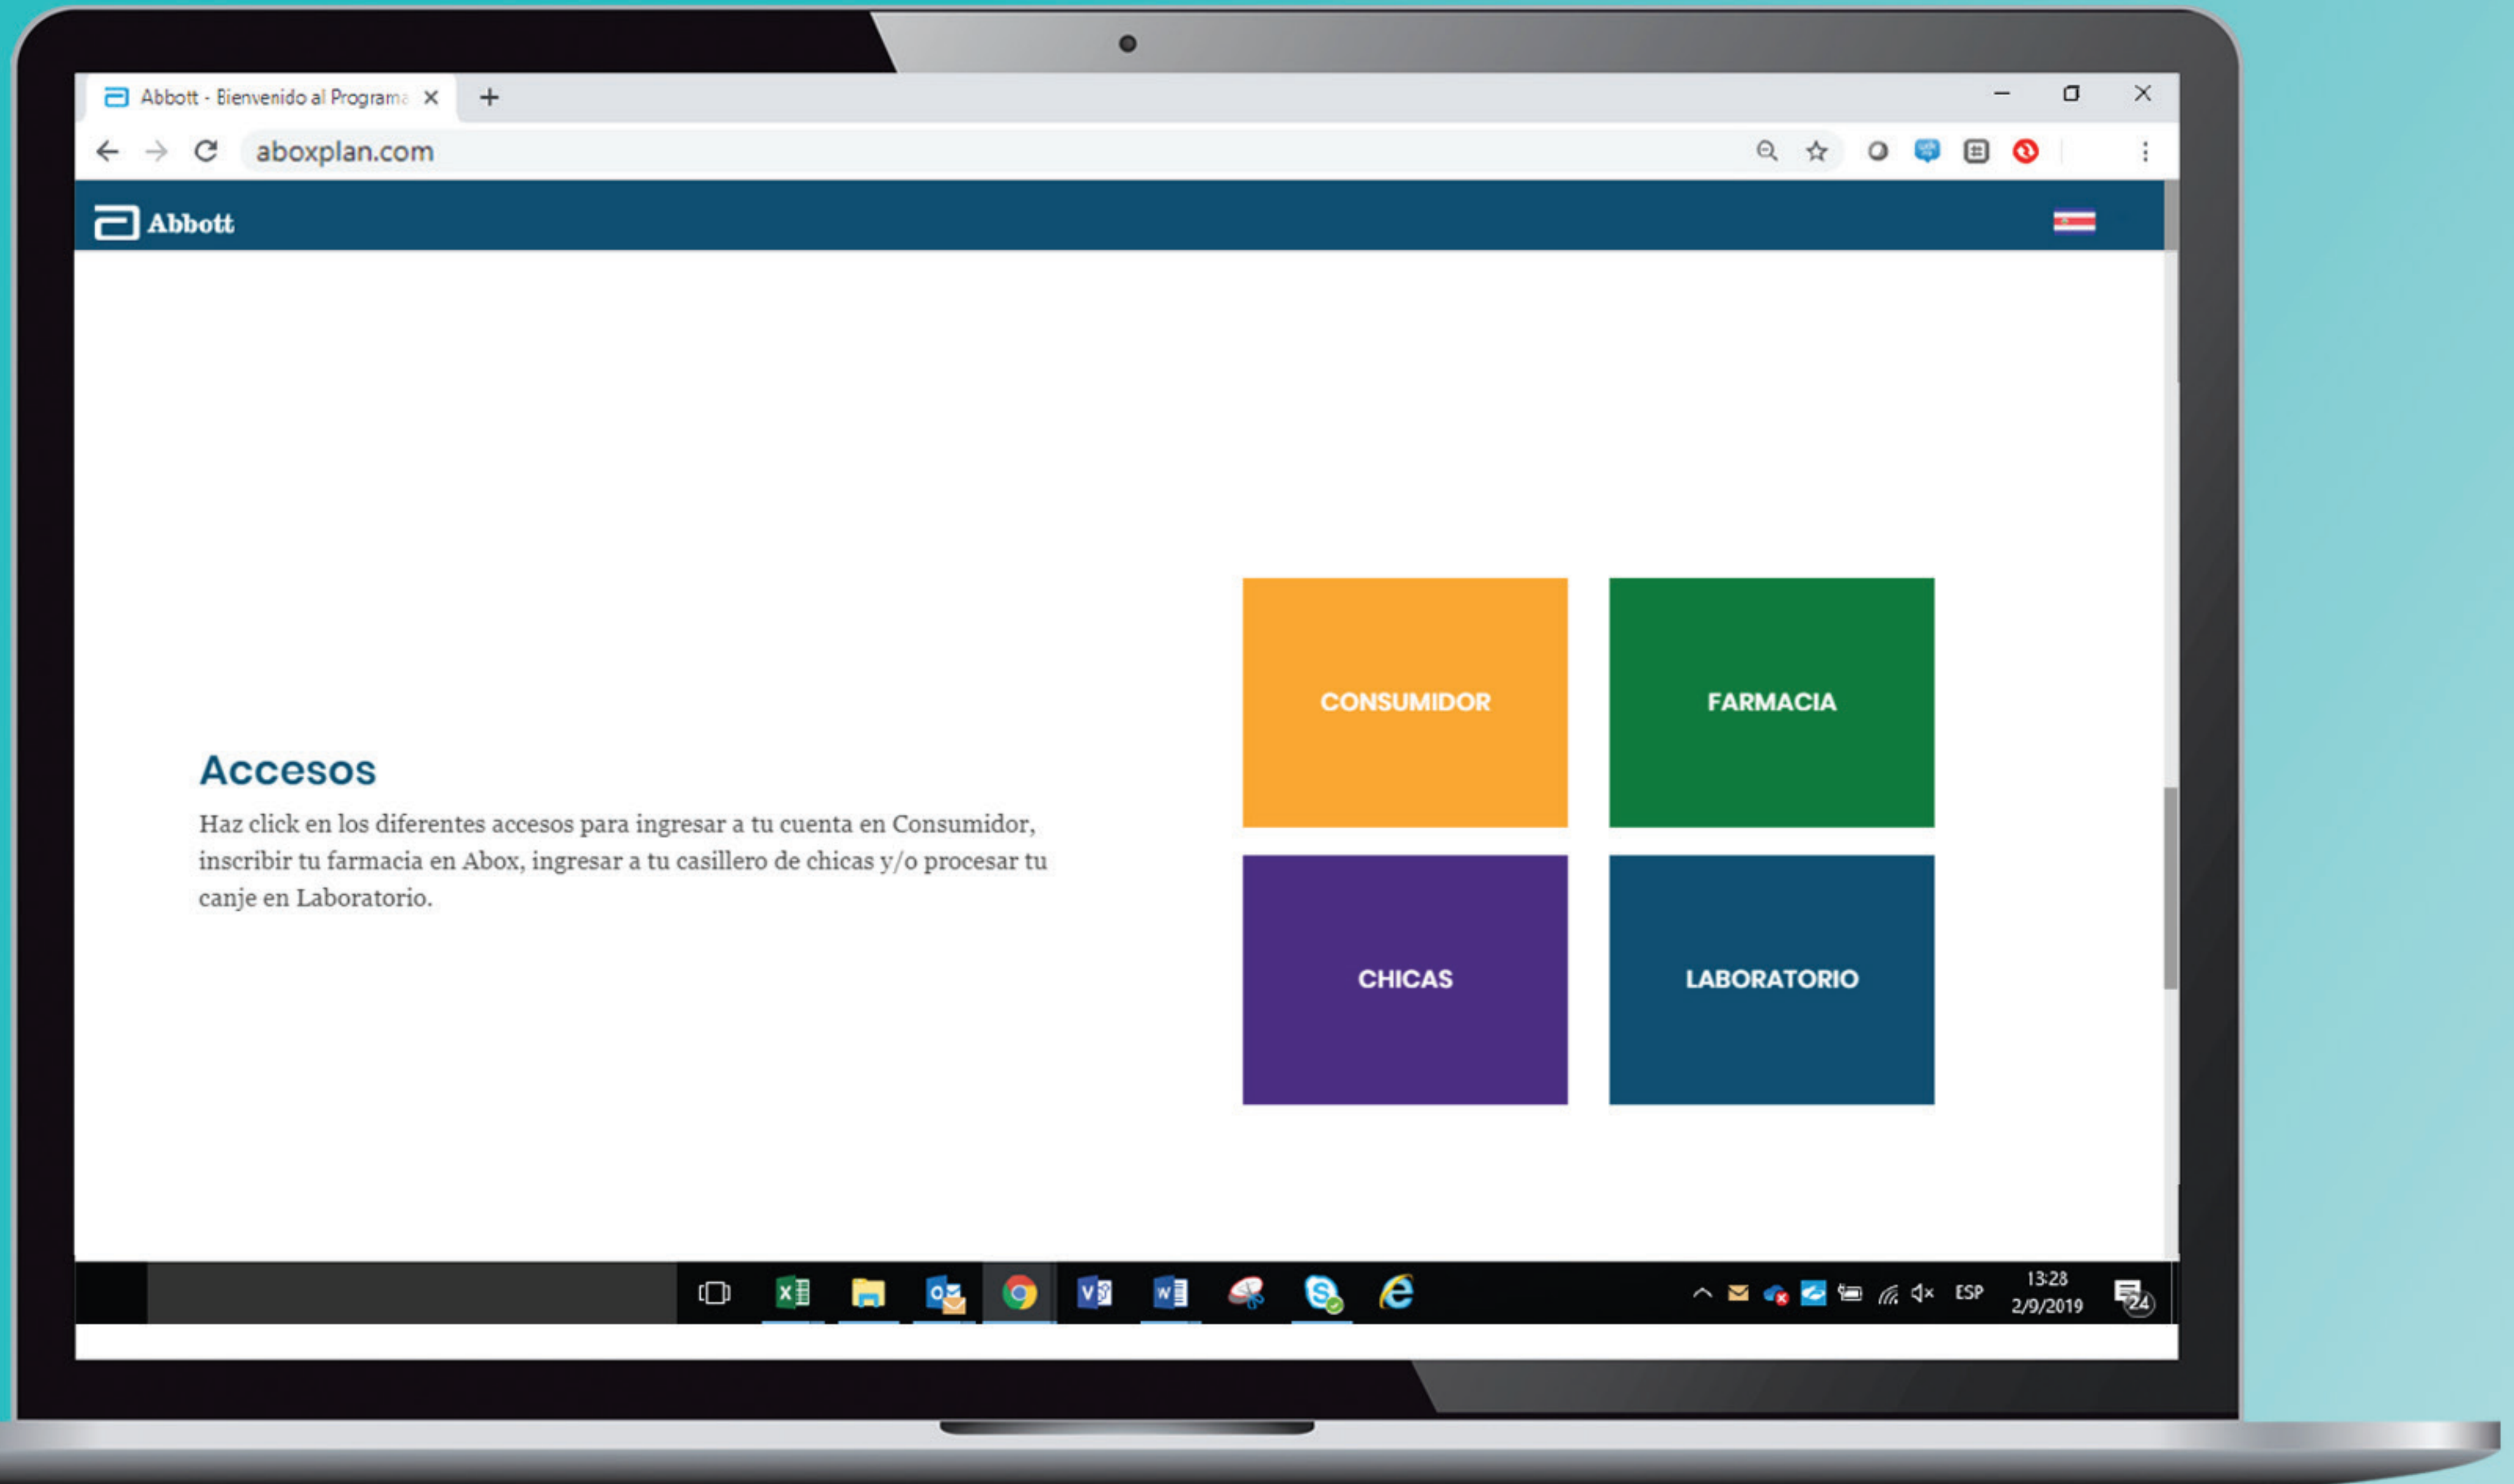 Abbott - Bienvenido al Programa
aboxplan.com
Abbott
CONSUMIDOR
FARMACIA
Accesos
Haz click en los diferentes accesos para ingresar a tu cuenta en Consumidor,
inscribir tu farmacia en Abox, ingresar a tu casillero de chicas y/o procesar tu
canje en Laboratorio.
CHICAS
LABORATORIO
ESP
13:28
2/9/2019
24